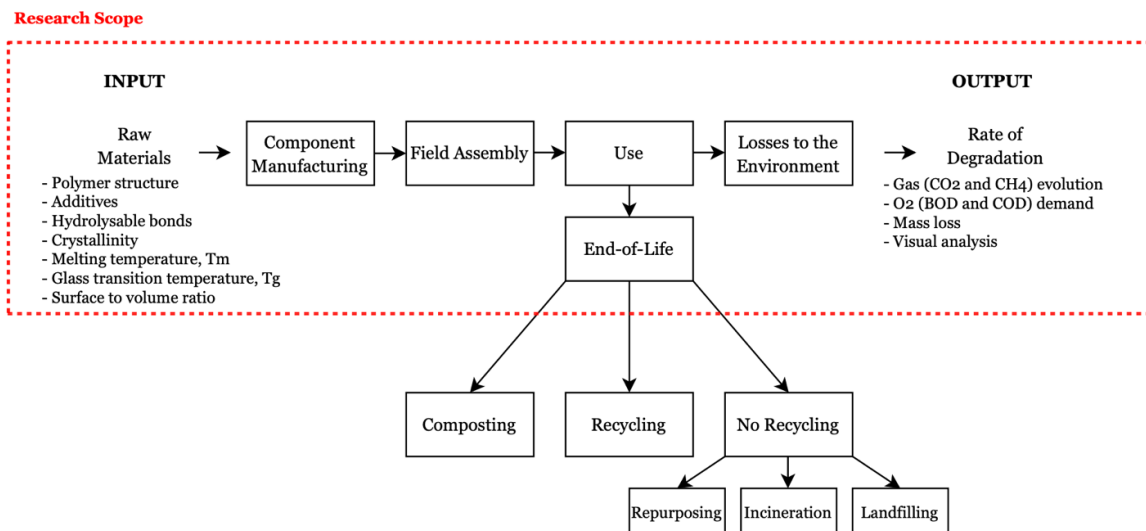 Research Scope
INPUT
OUTPUT
Raw
Materials
- Polymer structure
- Additives
- Hydrolysable bonds
- Crystallinity
- Melting temperature, Tm
- Glass transition temperature, Tg
- Surface to volume ratio
Component
Manufacturing
Field Assembly
Use
Losses to the
Environment
Rate of
Degradation
- Gas (CO2 and CH4) evolution
- O2 (BOD and COD) demand
- Mass loss
- Visual analysis
End-of-Life
Composting
Recycling
No Recycling
Repurposing
Incineration
Landfilling